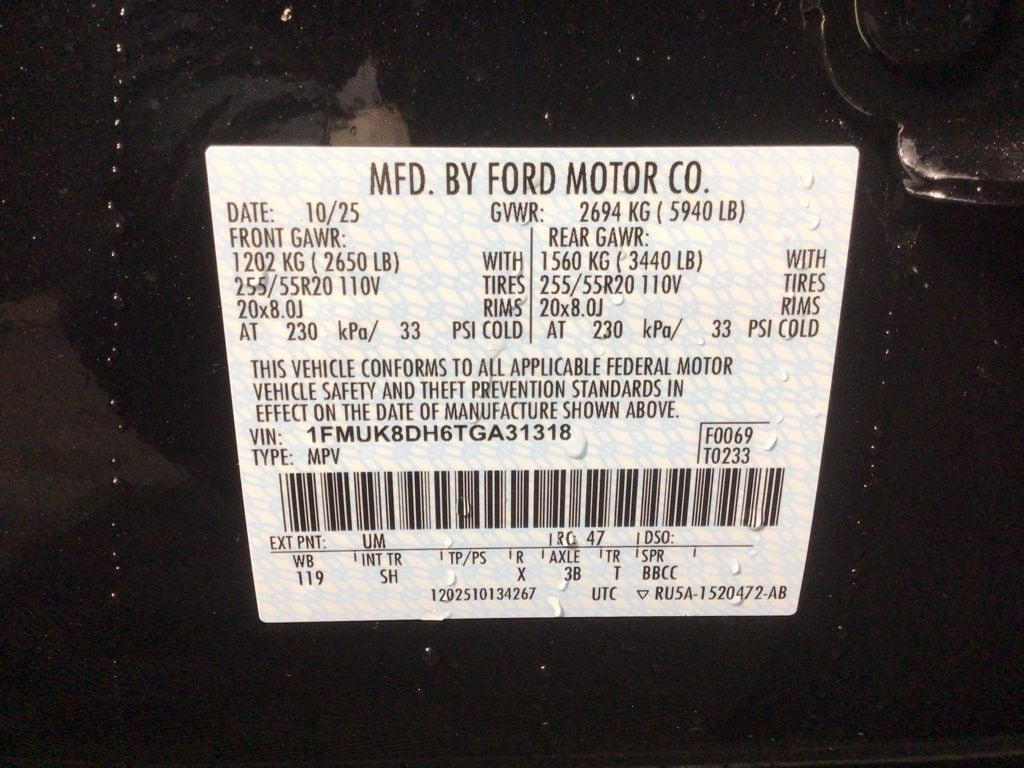 MFD. BY FORD MOTOR CO.
DATE: 10/25 GVWR: 2694 KG ( 5940 LB)
FRONT GAWR: REAR GAWR:
1202 KG ( 2650 LB) WITH 1560 KG ( 3440 LB) WITH
255/55R20 110V TIRES 255/55R20 110V TIRES
20x8.0J RIMS 20x8.0J RIMS
AT 230 kPa/ 33 PSI COLD AT 230 kPa/ 33 PSI COLD
THIS VEHICLE CONFORMS TO ALL APPLICABLE FEDERAL MOTOR
VEHICLE SAFETY AND THEFT PREVENTION STANDARDS IN
EFFECT ON THE DATE OF MANUFACTURE SHOWN ABOVE.
VIN: 1FMUK8DH6TGA31318 F0069
TYPE: MPV T0233
EXT PNT: UM RC 47 DSO:
WB INT TR TP/PS R AXLE TR SPR
119 SH X 3B T BBCC
1202510134267 UTC ▽ RU5A-1520472-AB